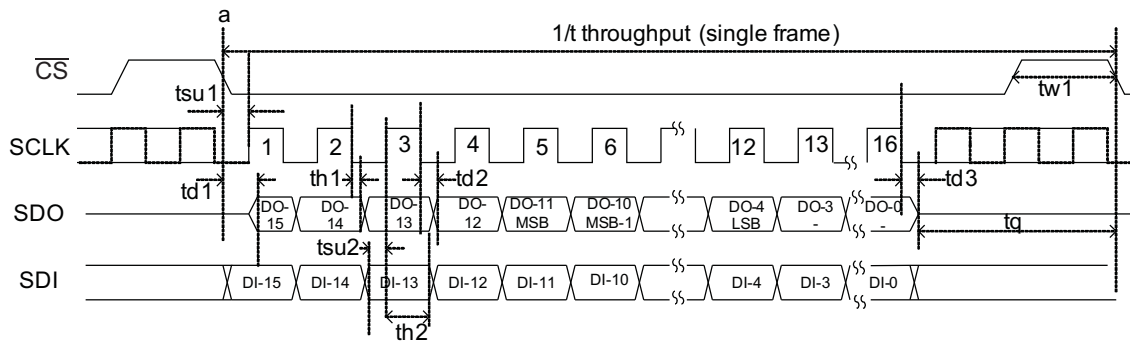 a
1/t throughput (single frame)
CS
tsu1
tw1
SCLK
1 2 3 4 5 6 12 13 16
td1
th1
td2
td3
SDO
DO-15
DO-14
DO-13
DO-12
DO-11 MSB
DO-10 MSB-1
DO-4 LSB
DO-3 -
DO-0 -
tq
tsu2
SDI
DI-15 DI-14 DI-13 DI-12 DI-11 DI-10 DI-4 DI-3 DI-0
th2